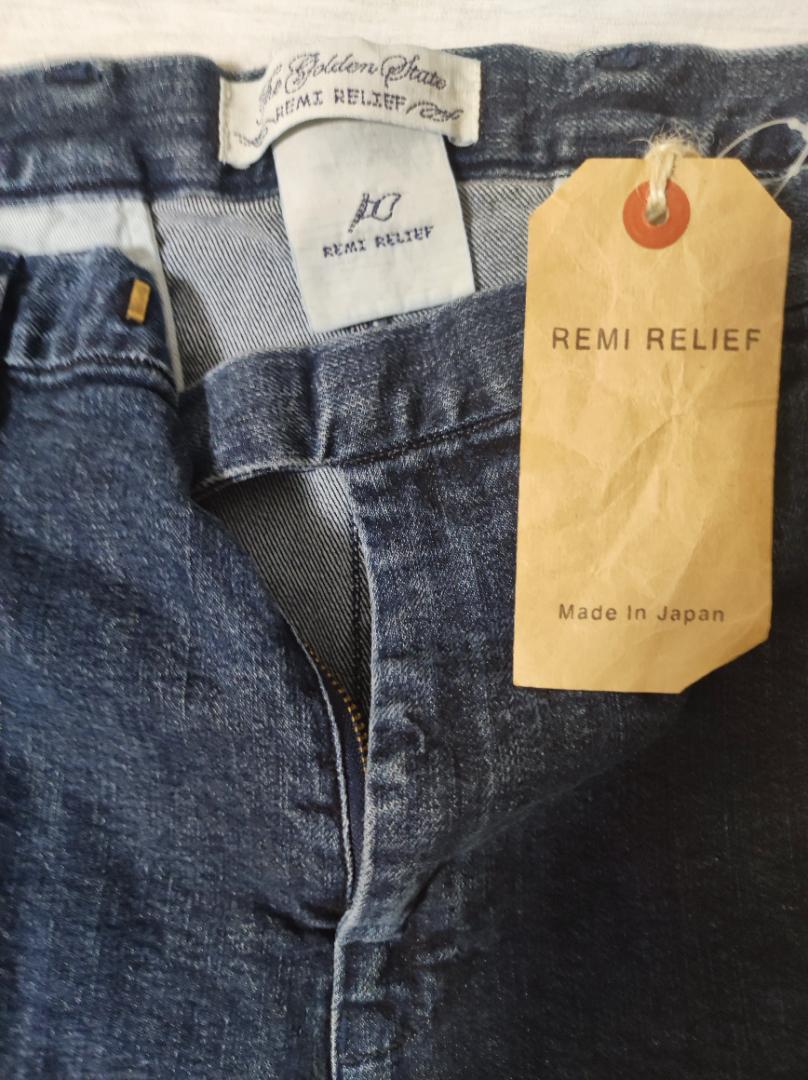 The Golden State
REMI RELIEF
REMI RELIEF
REMI RELIEF
Made In Japan